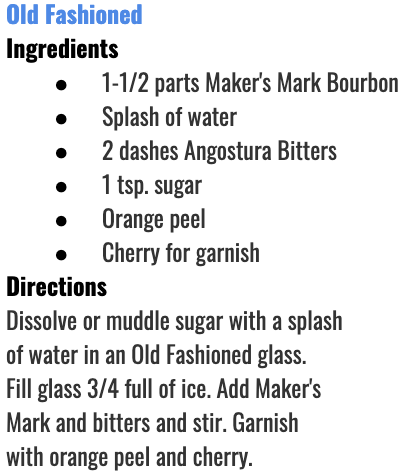 Old Fashioned
Ingredients
● 1-1/2 parts Maker's Mark Bourbon
● Splash of water
● 2 dashes Angostura Bitters
● 1 tsp. sugar
● Orange peel
● Cherry for garnish
Directions
Dissolve or muddle sugar with a splash
of water in an Old Fashioned glass.
Fill glass 3/4 full of ice. Add Maker's
Mark and bitters and stir. Garnish
with orange peel and cherry.